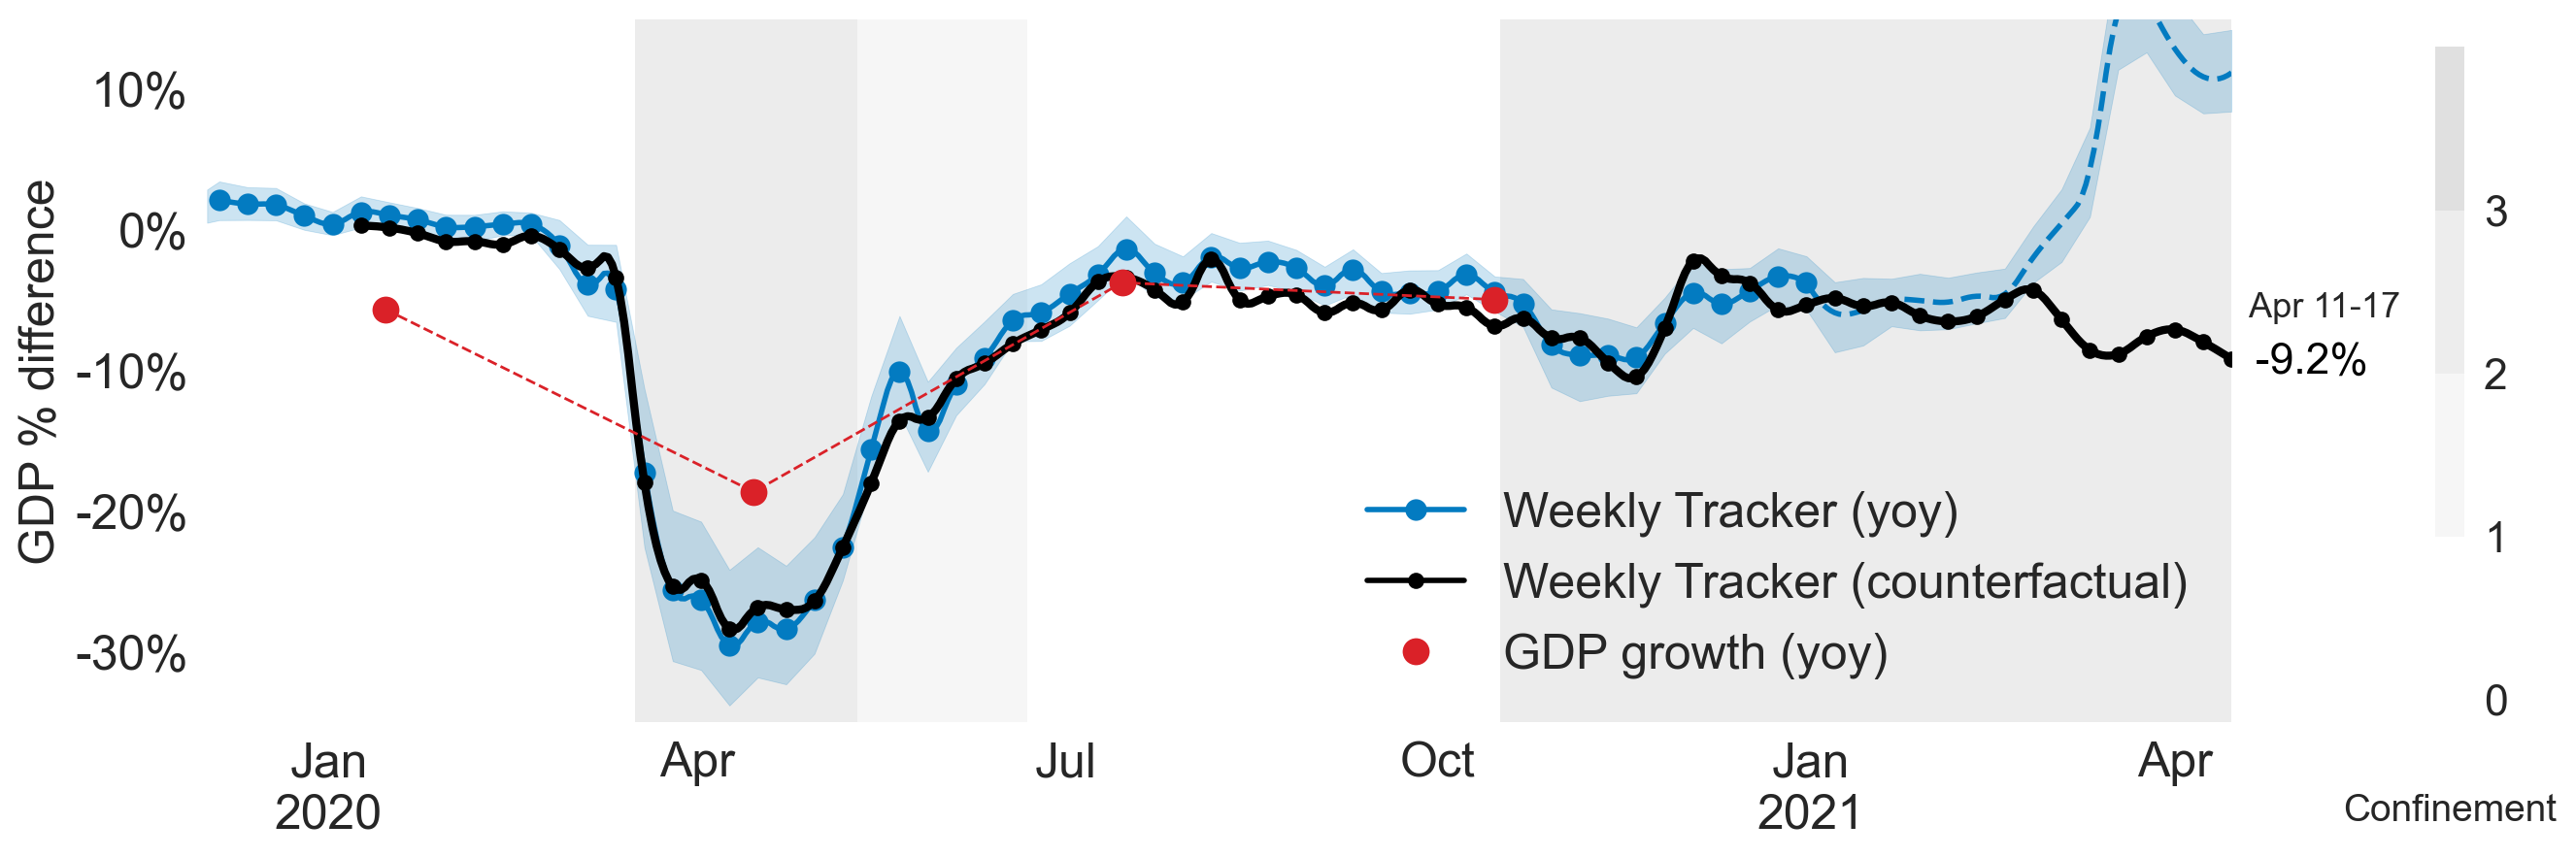 GDP % difference
10%
0%
-10%
-20%
-30%
Weekly Tracker (yoy)
Weekly Tracker (counterfactual)
GDP growth (yoy)
Apr 11-17
-9.2%
3
2
1
0
Confinement
Jan
2020
Apr
Jul
Oct
Jan
2021
Apr